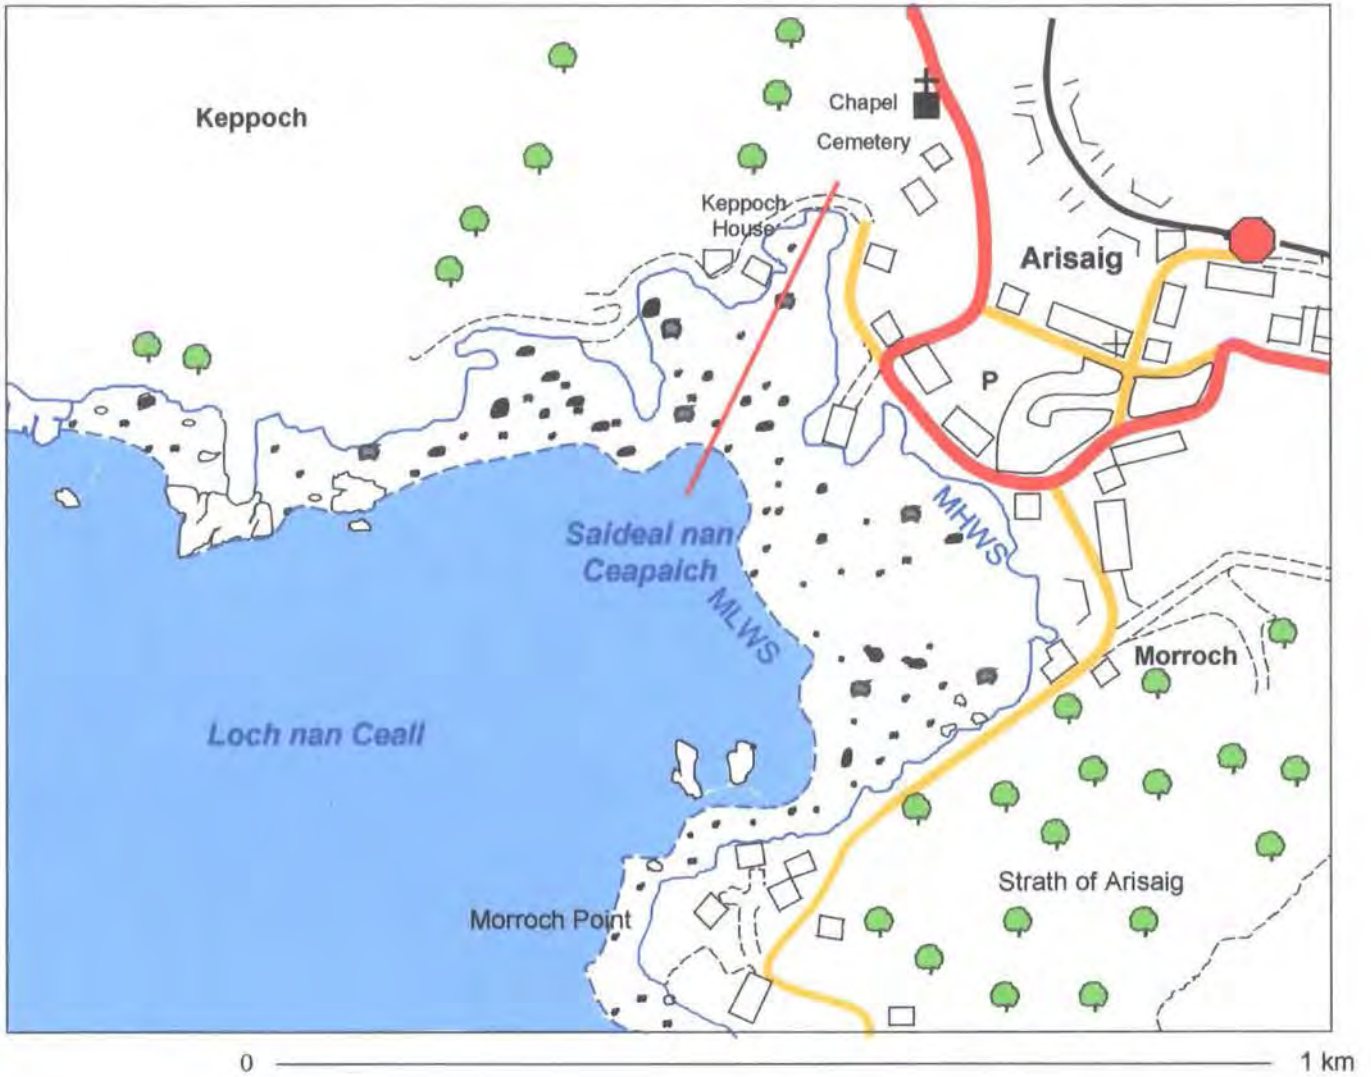 Chapel
Keppoch
Cemetery
Keppoch
House
Arisaig
P
MHWS
Saideal nan
Ceapaich
MLWS
Morroch
Loch nan Ceall
Strath of Arisaig
Morroch Point
0
1 km